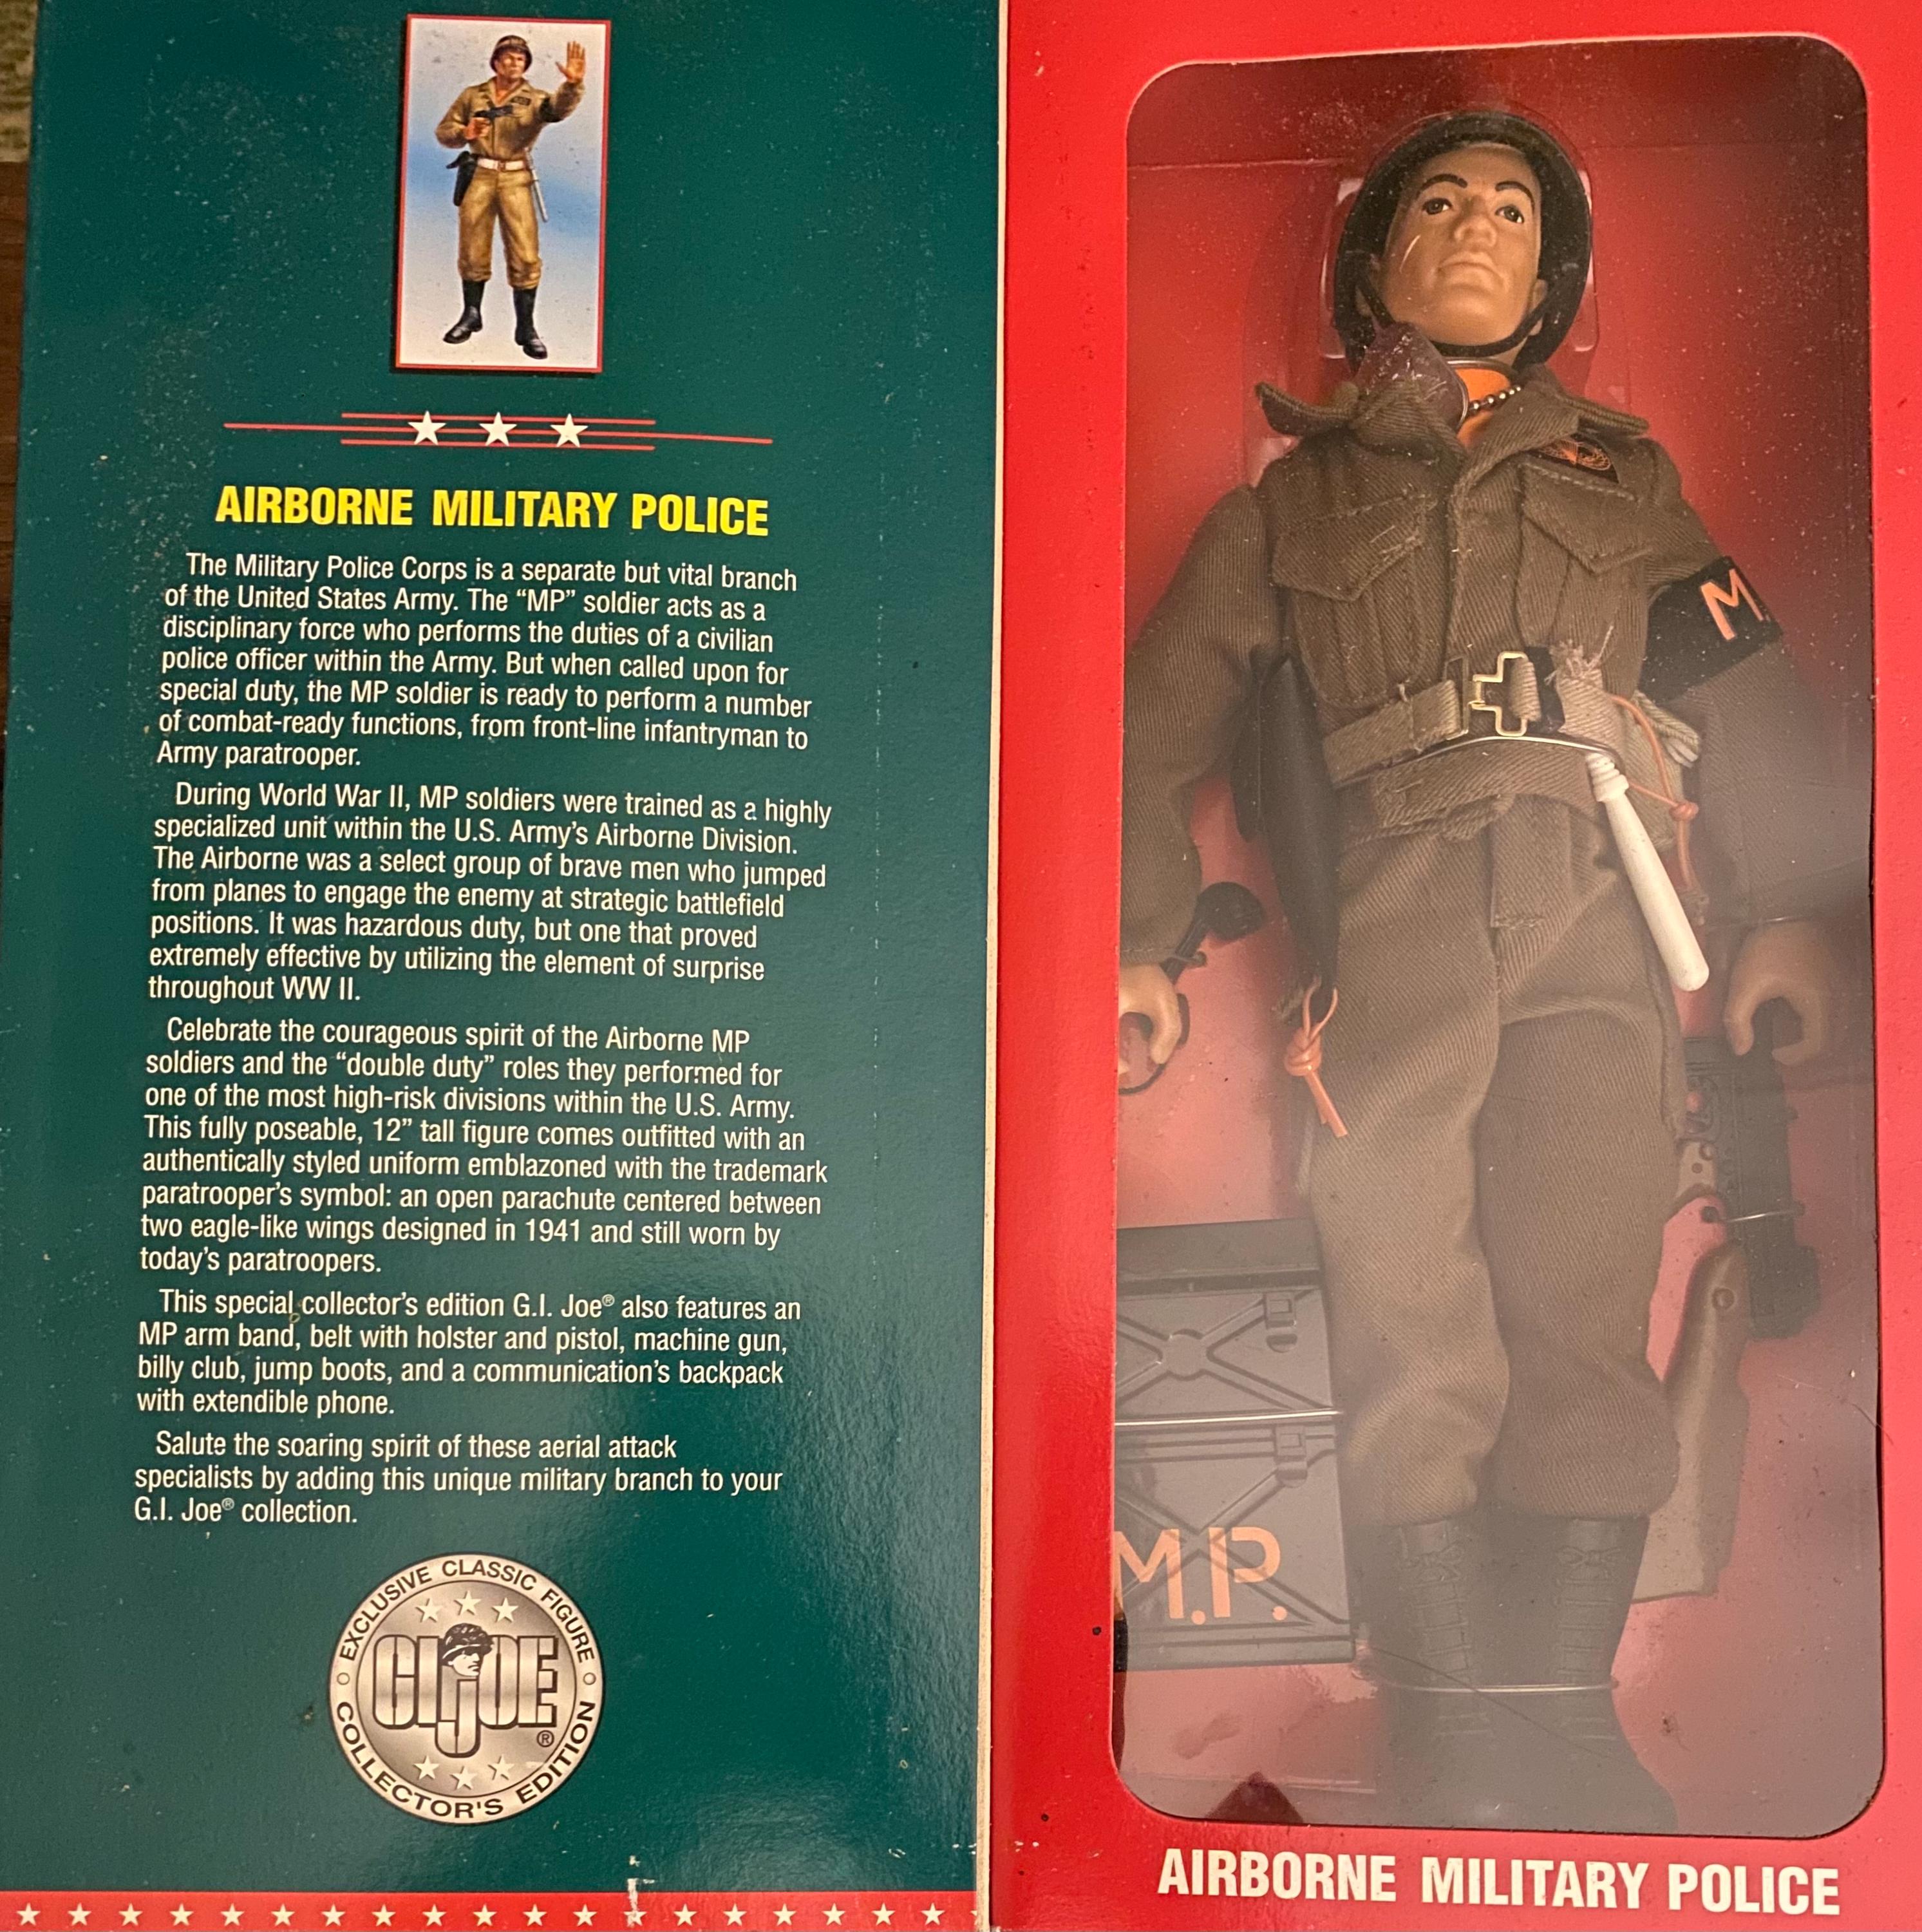 AIRBORNE MILITARY POLICE
The Military Police Corps is a separate but vital branch
of the United States Army. The “MP” soldier acts as a
disciplinary force who performs the duties of a civilian
police officer within the Army. But when called upon for
special duty, the MP soldier is ready to perform a number
of combat-ready functions, from front-line infantryman to
Army paratrooper.
During World War II, MP soldiers were trained as a highly
specialized unit within the U.S. Army’s Airborne Division.
The Airborne was a select group of brave men who jumped
from planes to engage the enemy at strategic battlefield
positions. It was hazardous duty, but one that proved
extremely effective by utilizing the element of surprise
throughout WW II.
Celebrate the courageous spirit of the Airborne MP
soldiers and the “double duty” roles they performed for
one of the most high-risk divisions within the U.S. Army.
This fully poseable, 12” tall figure comes outfitted with an
authentically styled uniform emblazoned with the trademark
paratrooper’s symbol: an open parachute centered between
two eagle-like wings designed in 1941 and still worn by
today’s paratroopers.
This special collector’s edition G.I. Joe® also features an
MP arm band, belt with holster and pistol, machine gun,
billy club, jump boots, and a communication’s backpack
with extendible phone.
Salute the soaring spirit of these aerial attack
specialists by adding this unique military branch to your
G.I. Joe® collection.
EXCLUSIVE CLASSIC FIGURE
GIJOE®
COLLECTOR'S EDITION
M
M.P.
AIRBORNE MILITARY POLICE